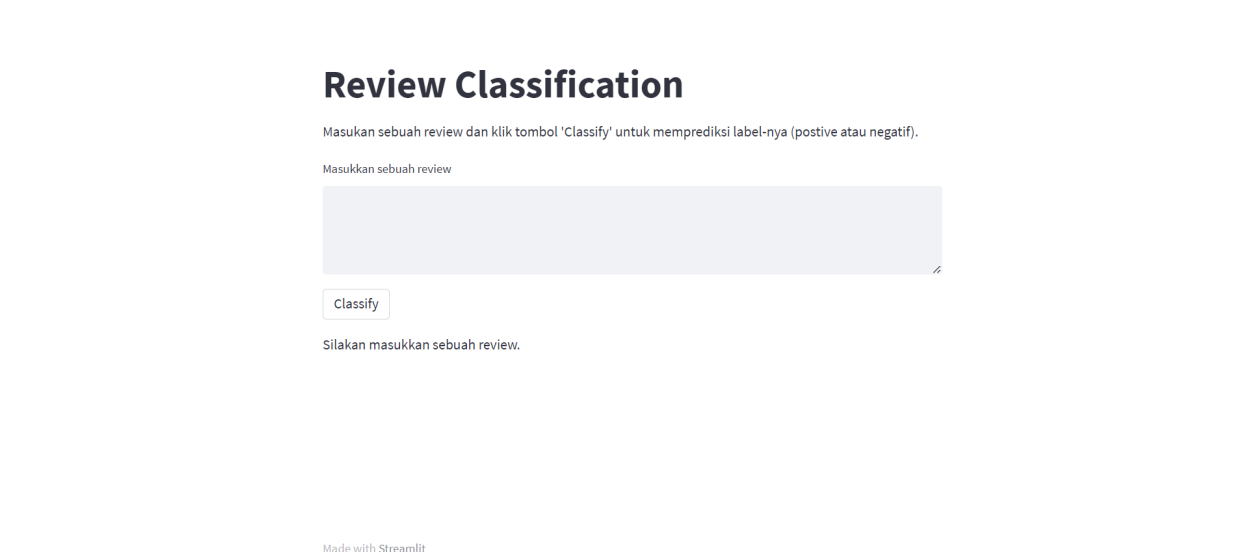 Review Classification
Masukan sebuah review dan klik tombol 'Classify' untuk memprediksi label-nya (postive atau negatif).
Masukkan sebuah review
Classify
Silakan masukkan sebuah review.
Made with Streamlit